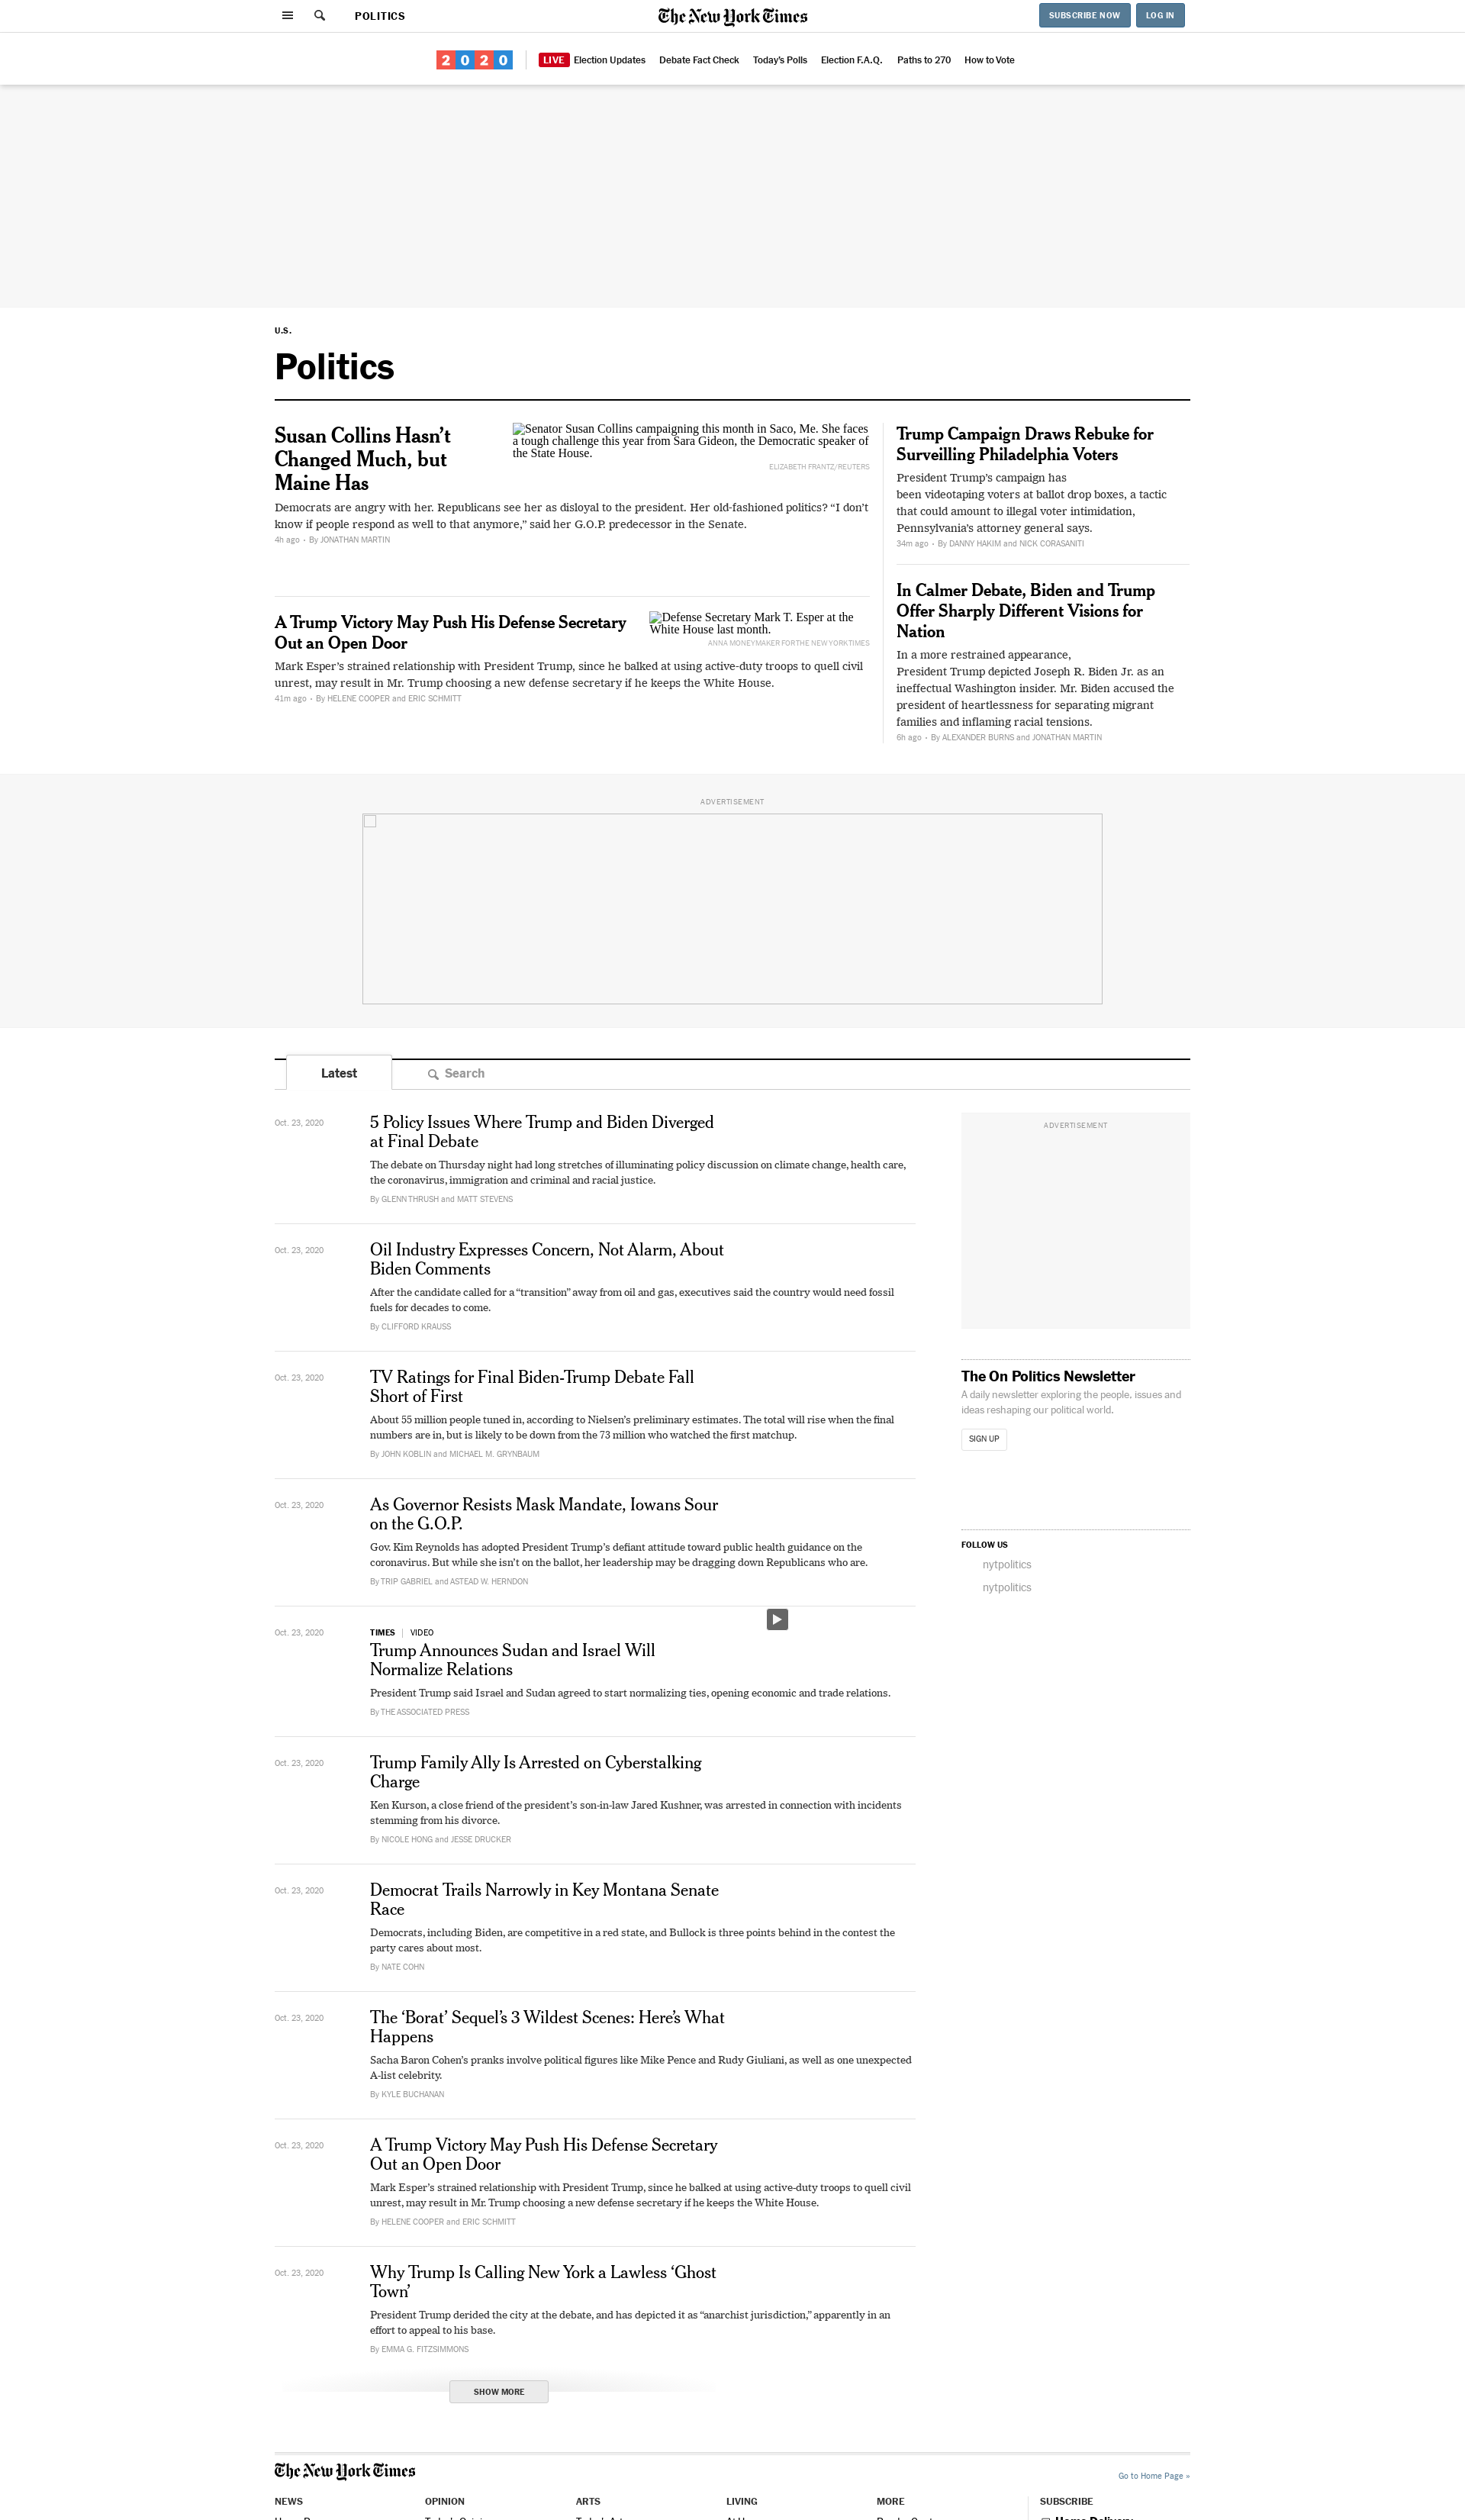 POLITICS
The New York Times
SUBSCRIBE NOW
LOG IN
2020
LIVE Election Updates
Debate Fact Check
Today's Polls
Election F.A.Q.
Paths to 270
How to Vote
U.S.
Politics
Susan Collins Hasn’t
Changed Much, but
Maine Has
Senator Susan Collins campaigning this month in Saco, Me. She faces
a tough challenge this year from Sara Gideon, the Democratic speaker of
the State House.
ELIZABETH FRANTZ/REUTERS
Democrats are angry with her. Republicans see her as disloyal to the president. Her old-fashioned politics? “I don’t
know if people respond as well to that anymore,” said her G.O.P. predecessor in the Senate.
4h ago • By JONATHAN MARTIN
A Trump Victory May Push His Defense Secretary
Out an Open Door
Defense Secretary Mark T. Esper at the
White House last month.
ANNA MONEYMAKER FOR THE NEW YORK TIMES
Mark Esper’s strained relationship with President Trump, since he balked at using active-duty troops to quell civil
unrest, may result in Mr. Trump choosing a new defense secretary if he keeps the White House.
41m ago • By HELENE COOPER and ERIC SCHMITT
Trump Campaign Draws Rebuke for
Surveilling Philadelphia Voters
President Trump’s campaign has
been videotaping voters at ballot drop boxes, a tactic
that could amount to illegal voter intimidation,
Pennsylvania’s attorney general says.
34m ago • By DANNY HAKIM and NICK CORASANITI
In Calmer Debate, Biden and Trump
Offer Sharply Different Visions for
Nation
In a more restrained appearance,
President Trump depicted Joseph R. Biden Jr. as an
ineffectual Washington insider. Mr. Biden accused the
president of heartlessness for separating migrant
families and inflaming racial tensions.
6h ago • By ALEXANDER BURNS and JONATHAN MARTIN
ADVERTISEMENT
Latest
Search
Oct. 23, 2020
5 Policy Issues Where Trump and Biden Diverged
at Final Debate
The debate on Thursday night had long stretches of illuminating policy discussion on climate change, health care,
the coronavirus, immigration and criminal and racial justice.
By GLENN THRUSH and MATT STEVENS
Oct. 23, 2020
Oil Industry Expresses Concern, Not Alarm, About
Biden Comments
After the candidate called for a “transition” away from oil and gas, executives said the country would need fossil
fuels for decades to come.
By CLIFFORD KRAUSS
Oct. 23, 2020
TV Ratings for Final Biden-Trump Debate Fall
Short of First
About 55 million people tuned in, according to Nielsen’s preliminary estimates. The total will rise when the final
numbers are in, but is likely to be down from the 73 million who watched the first matchup.
By JOHN KOBLIN and MICHAEL M. GRYNBAUM
Oct. 23, 2020
As Governor Resists Mask Mandate, Iowans Sour
on the G.O.P.
Gov. Kim Reynolds has adopted President Trump’s defiant attitude toward public health guidance on the
coronavirus. But while she isn’t on the ballot, her leadership may be dragging down Republicans who are.
By TRIP GABRIEL and ASTEAD W. HERNDON
Oct. 23, 2020
TIMES | VIDEO
Trump Announces Sudan and Israel Will
Normalize Relations
President Trump said Israel and Sudan agreed to start normalizing ties, opening economic and trade relations.
By THE ASSOCIATED PRESS
Oct. 23, 2020
Trump Family Ally Is Arrested on Cyberstalking
Charge
Ken Kurson, a close friend of the president’s son-in-law Jared Kushner, was arrested in connection with incidents
stemming from his divorce.
By NICOLE HONG and JESSE DRUCKER
Oct. 23, 2020
Democrat Trails Narrowly in Key Montana Senate
Race
Democrats, including Biden, are competitive in a red state, and Bullock is three points behind in the contest the
party cares about most.
By NATE COHN
Oct. 23, 2020
The ‘Borat’ Sequel’s 3 Wildest Scenes: Here’s What
Happens
Sacha Baron Cohen’s pranks involve political figures like Mike Pence and Rudy Giuliani, as well as one unexpected
A-list celebrity.
By KYLE BUCHANAN
Oct. 23, 2020
A Trump Victory May Push His Defense Secretary
Out an Open Door
Mark Esper’s strained relationship with President Trump, since he balked at using active-duty troops to quell civil
unrest, may result in Mr. Trump choosing a new defense secretary if he keeps the White House.
By HELENE COOPER and ERIC SCHMITT
Oct. 23, 2020
Why Trump Is Calling New York a Lawless ‘Ghost
Town’
President Trump derided the city at the debate, and has depicted it as “anarchist jurisdiction,” apparently in an
effort to appeal to his base.
By EMMA G. FITZSIMMONS
SHOW MORE
ADVERTISEMENT
The On Politics Newsletter
A daily newsletter exploring the people, issues and
ideas reshaping our political world.
SIGN UP
FOLLOW US
nytpolitics
nytpolitics
The New York Times
Go to Home Page »
NEWS
OPINION
ARTS
LIVING
MORE
SUBSCRIBE